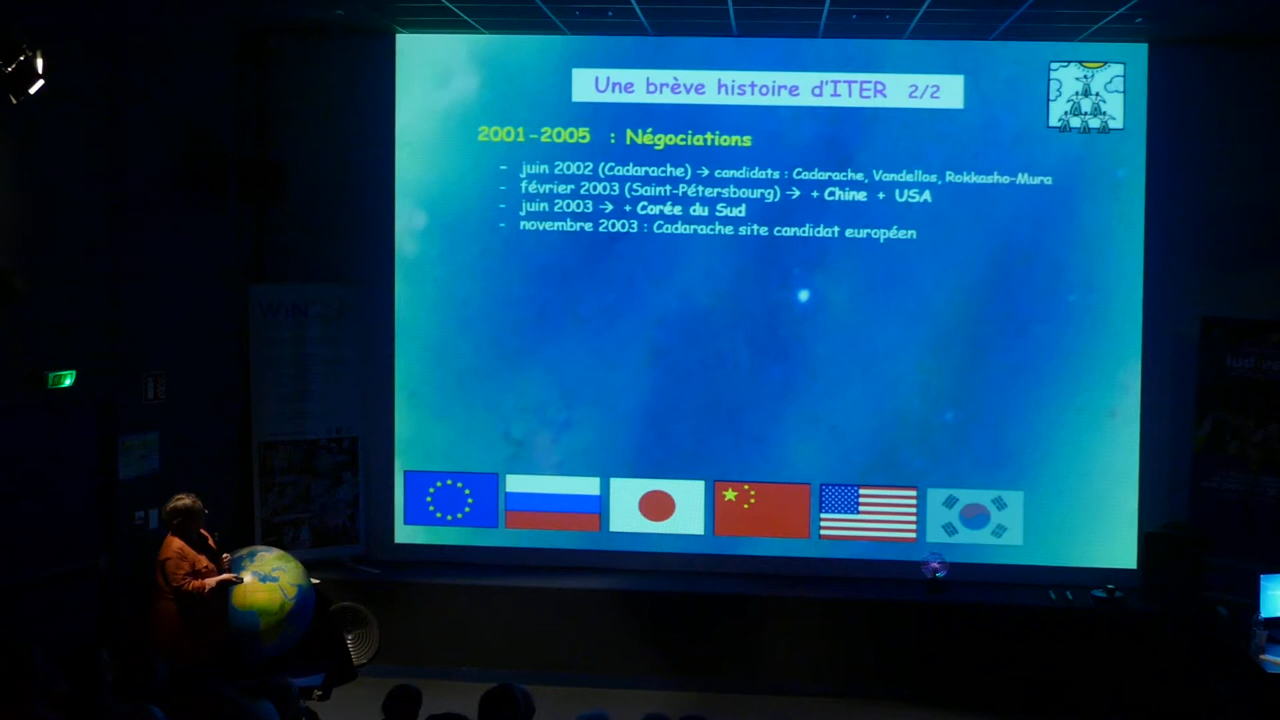 Une brève histoire d'ITER 2/2
2001-2005 : Négociations
- juin 2002 (Cadarache) → candidats : Cadarache, Vandellos, Rokkasho-Mura
- février 2003 (Saint-Pétersbourg) → + Chine + USA
- juin 2003 → + Corée du Sud
- novembre 2003 : Cadarache site candidat européen